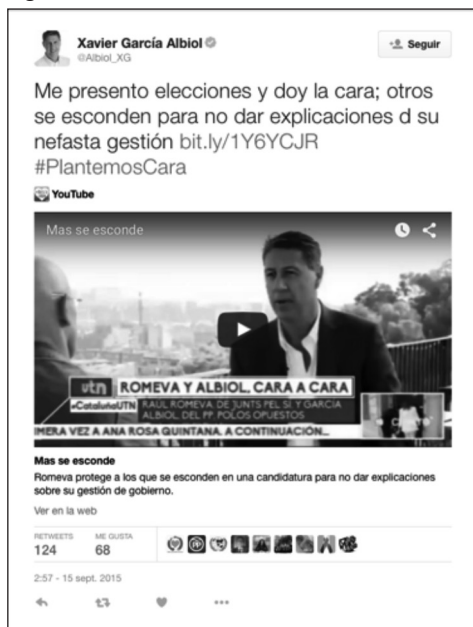 Xavier García Albiol
@Albiol_XG
Seguir
Me presento elecciones y doy la cara; otros
se esconden para no dar explicaciones d su
nefasta gestión bit.ly/1Y6YCJR
#PlantemosCara
YouTube
Mas se esconde
utn
ROMEVA Y ALBIOL, CARA A CARA
#CataluñaUTN
RAÜL ROMEVA, DE JUNTS PEL SÍ, Y GARCÍA
ALBIOL, DEL PP, POLOS OPUESTOS
IMERA VEZ A ANA ROSA QUINTANA. A CONTINUACIÓN...
Mas se esconde
Romeva protege a los que se esconden en una candidatura para no dar explicaciones
sobre su gestión de gobierno.
Ver en la web
RETWEETS
ME GUSTA
124
68
2:57 - 15 sept. 2015